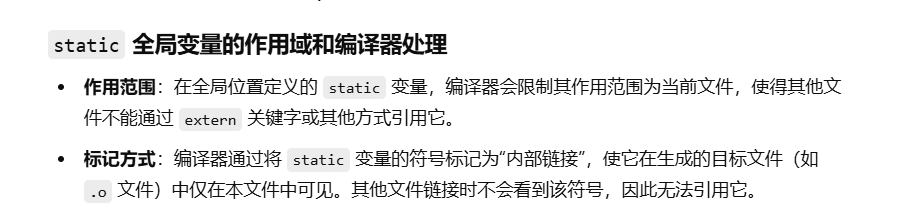 static 全局变量的作用域和编译器处理
• 作用范围：在全局位置定义的 static 变量，编译器会限制其作用范围为当前文件，使得其他文
件不能通过 extern 关键字或其他方式引用它。
• 标记方式：编译器通过将 static 变量的符号标记为“内部链接”，使它在生成的目标文件（如
.o 文件）中仅在本文件中可见。其他文件链接时不会看到该符号，因此无法引用它。